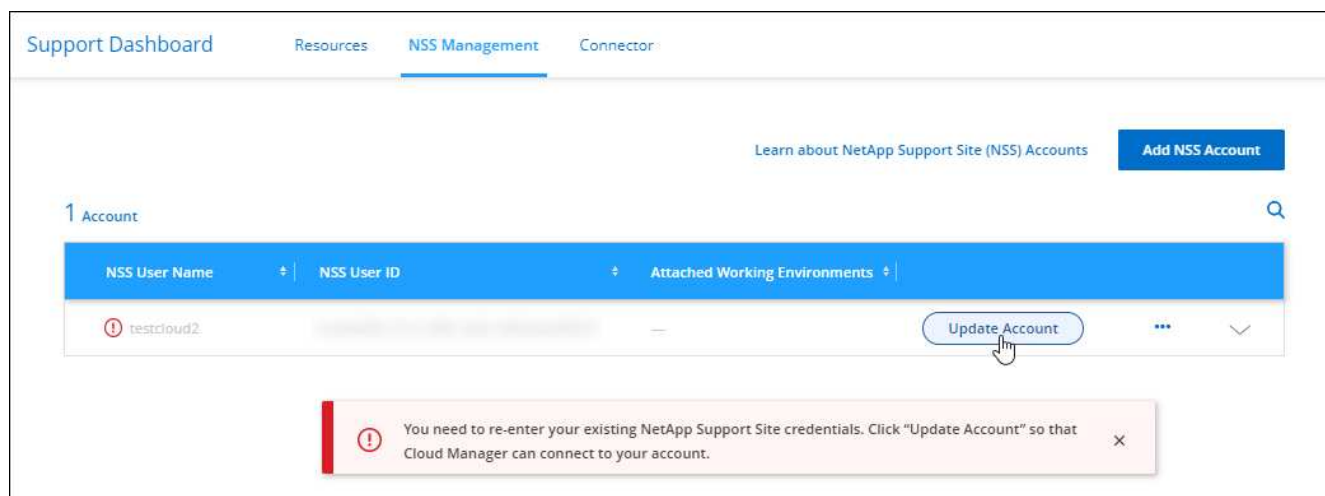 Support Dashboard Resources NSS Management Connector
Learn about NetApp Support Site (NSS) Accounts Add NSS Account
1 Account
NSS User Name NSS User ID Attached Working Environments
testcloud2 — Update Account
You need to re-enter your existing NetApp Support Site credentials. Click “Update Account” so that
Cloud Manager can connect to your account.